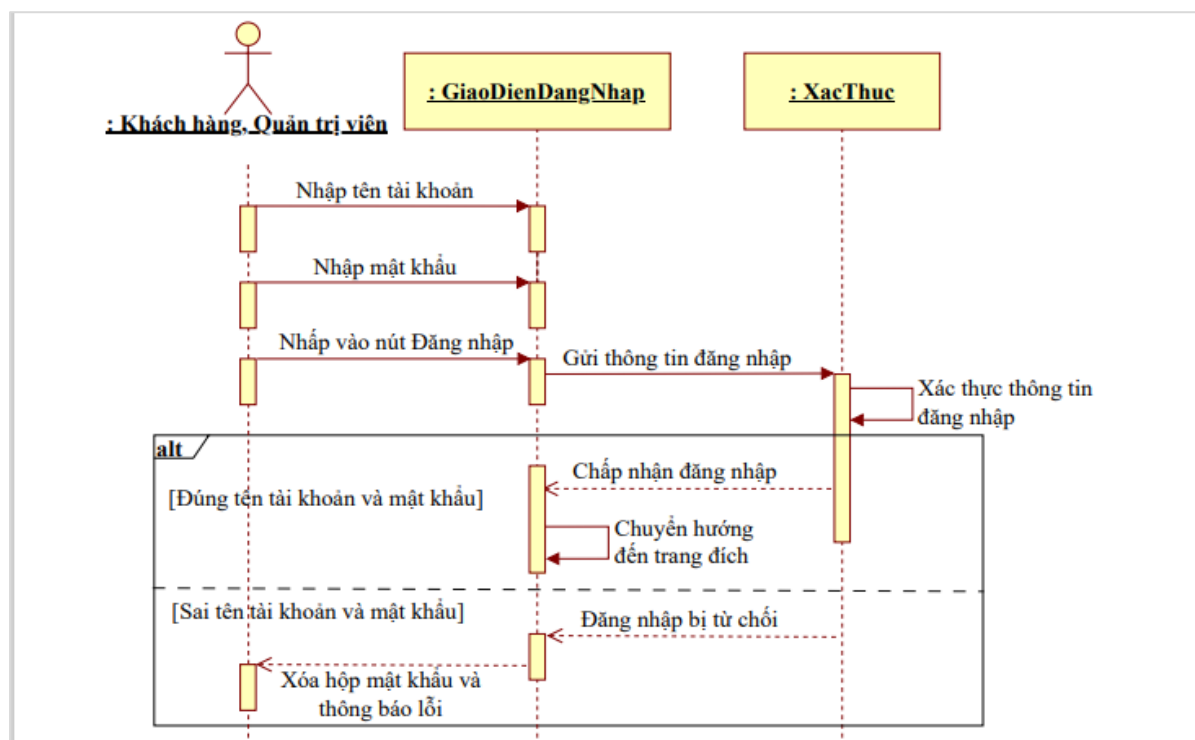 : GiaoDienDangNhap
: XacThuc
: Khách hàng, Quản trị viên
Nhập tên tài khoản
Nhập mật khẩu
Nhấp vào nút Đăng nhập
Gửi thông tin đăng nhập
Xác thực thông tin
đăng nhập
alt
Chấp nhận đăng nhập
[Đúng tên tài khoản và mật khẩu]
Chuyển hướng
đến trang đích
[Sai tên tài khoản và mật khẩu]
Đăng nhập bị từ chối
Xóa hộp mật khẩu và
thông báo lỗi